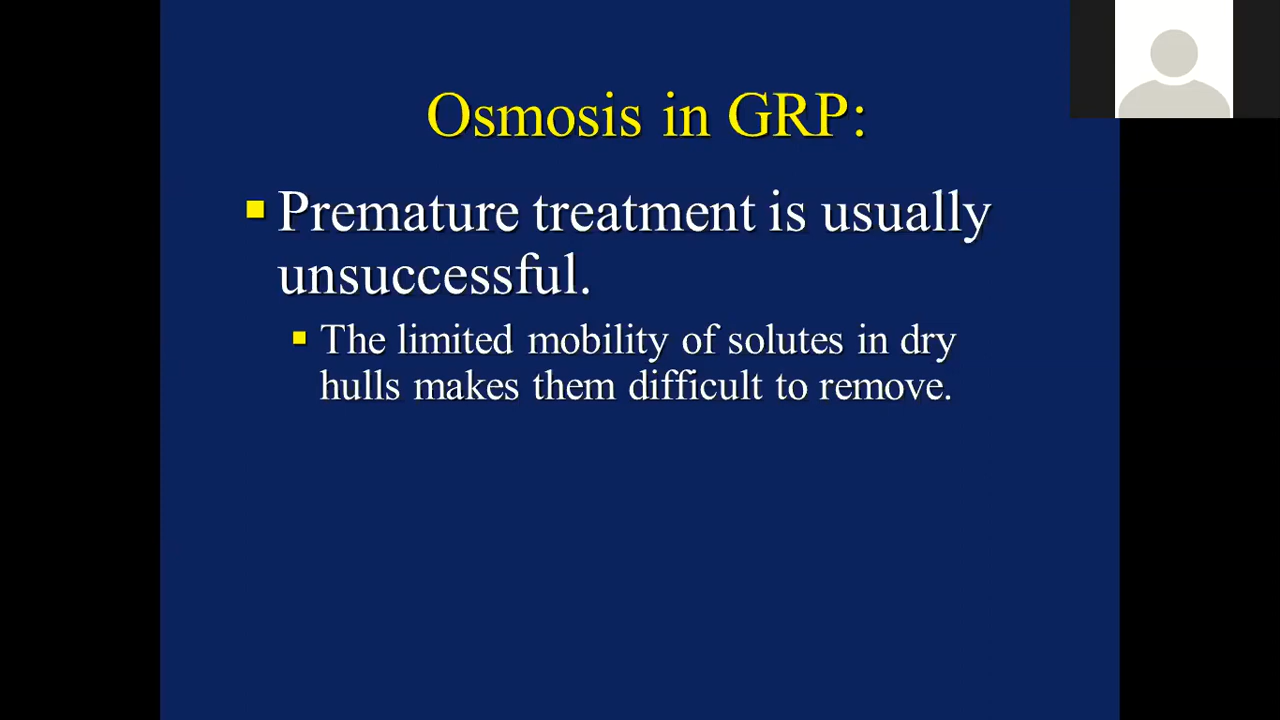 Osmosis in GRP:
Premature treatment is usually
unsuccessful.
The limited mobility of solutes in dry
hulls makes them difficult to remove.